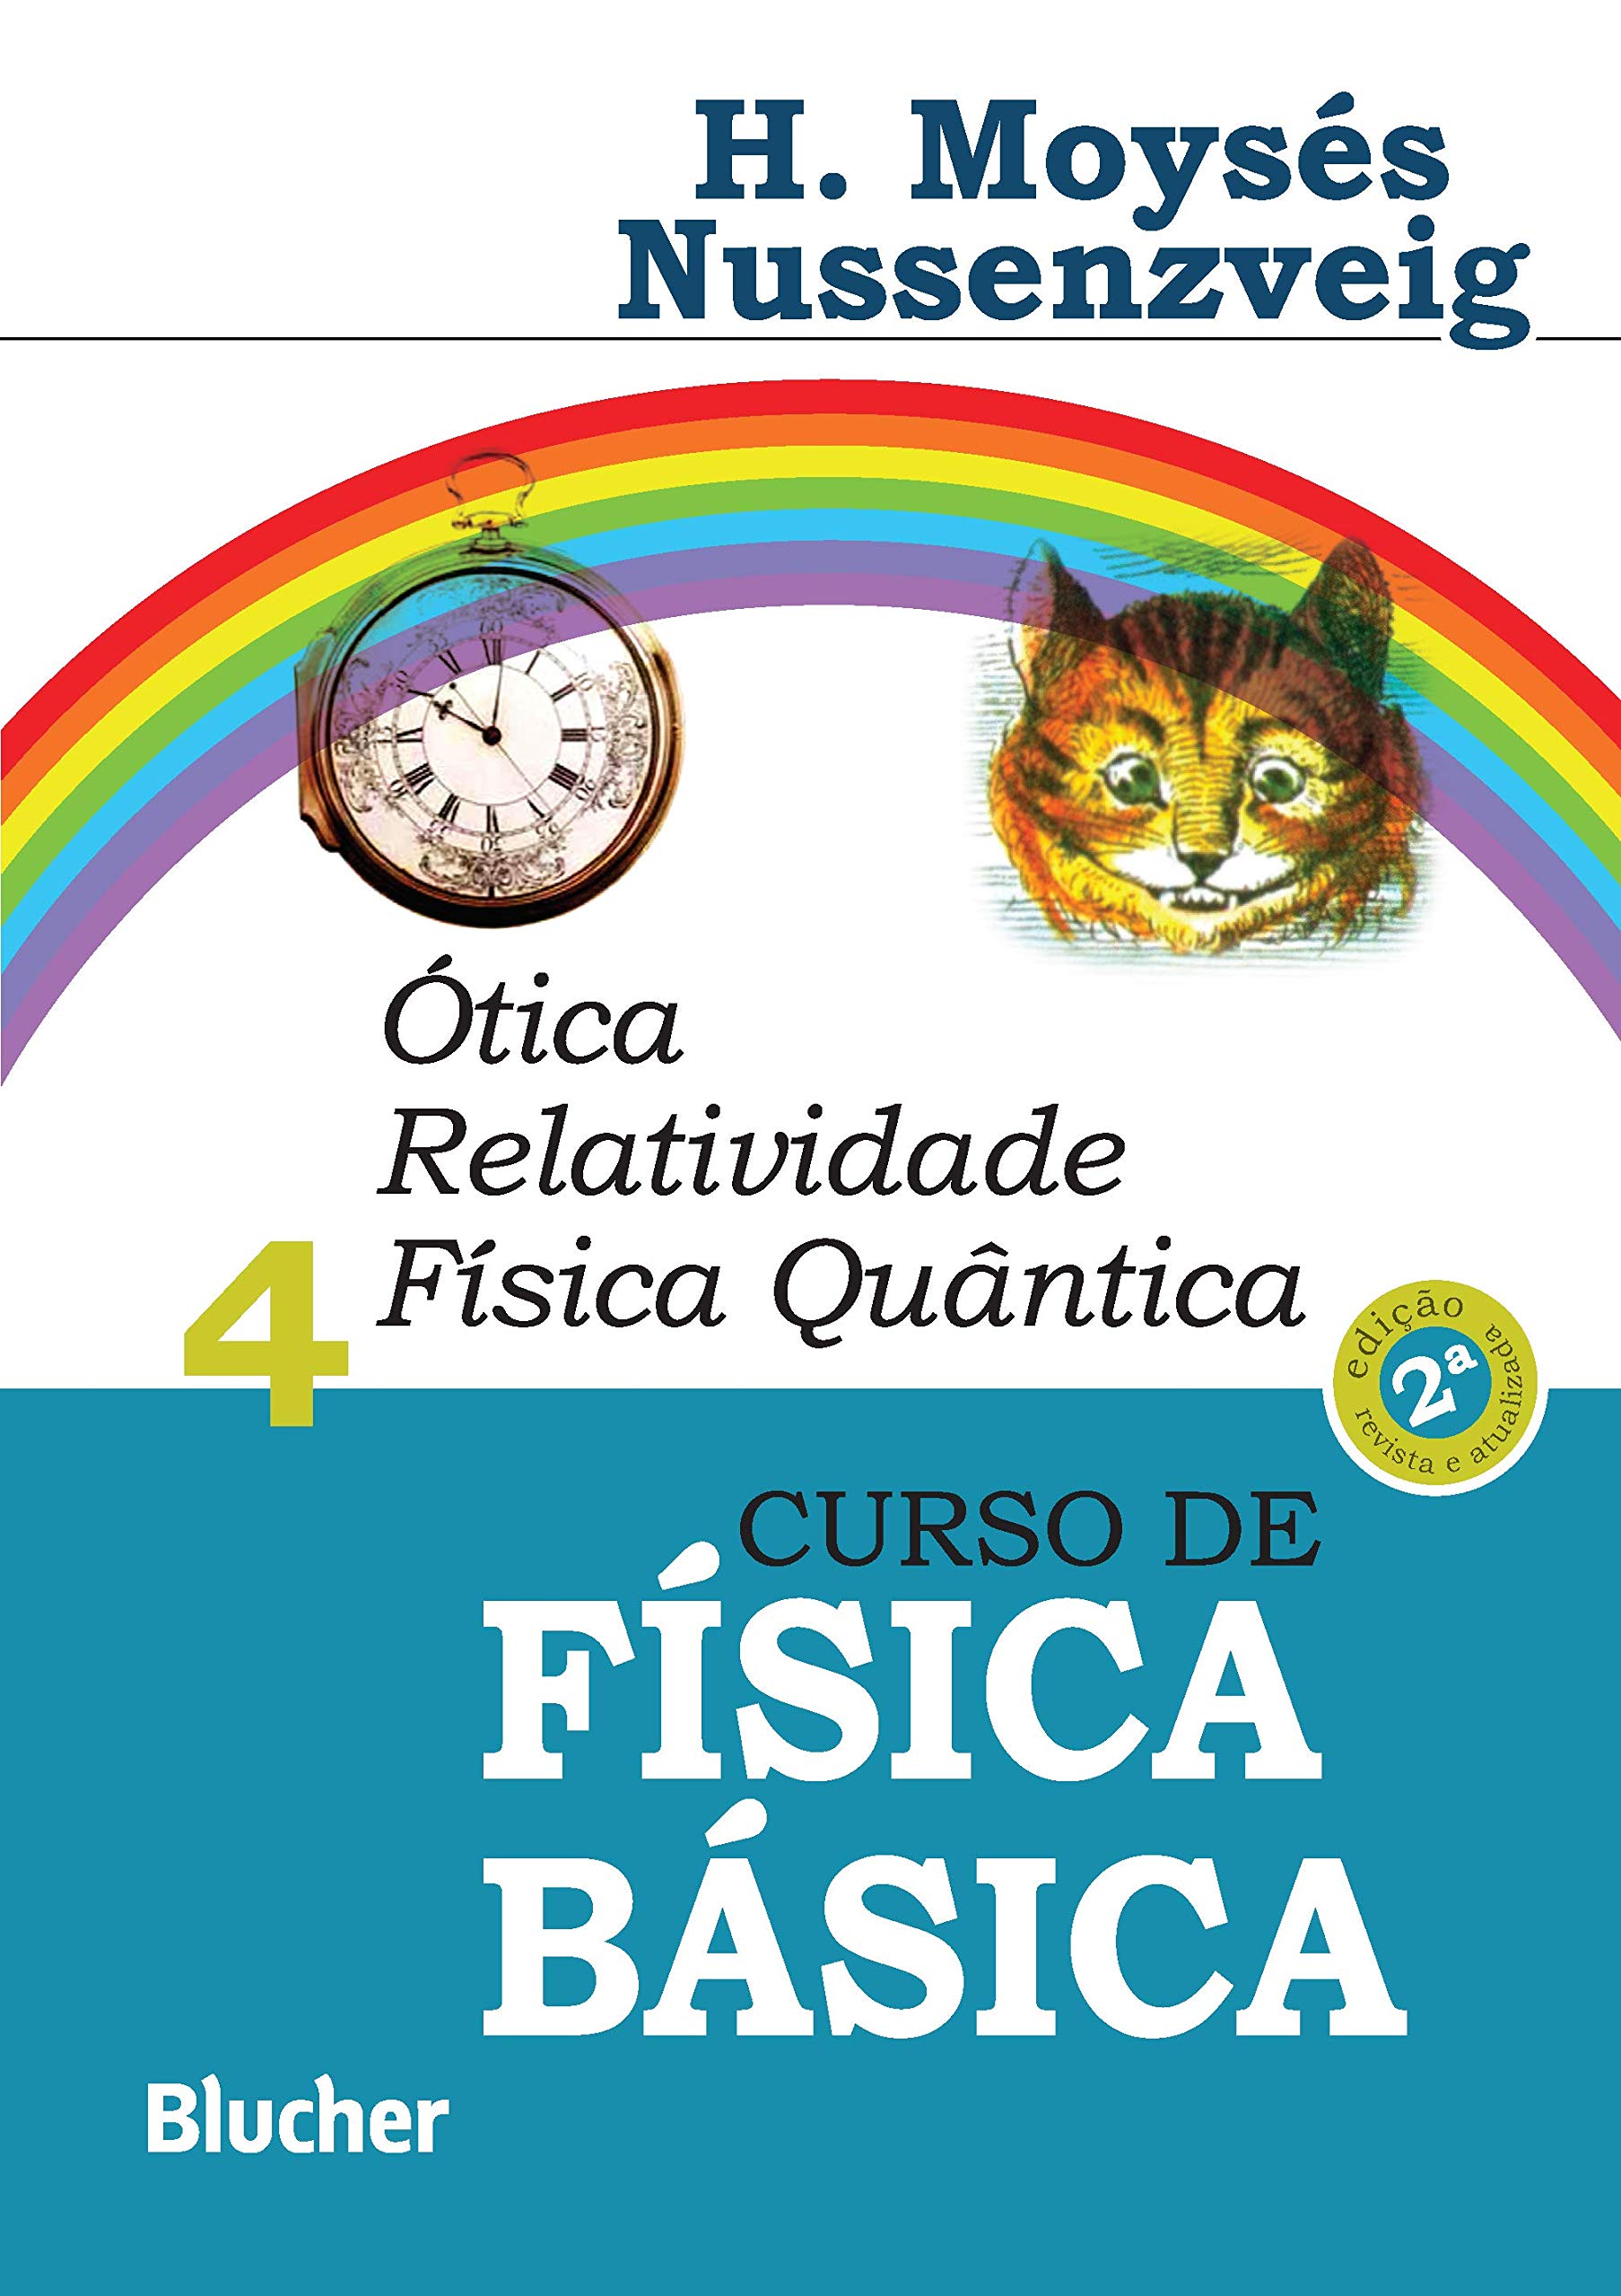 H. Moysés
Nussenzveig
Ótica
Relatividade
4 Física Quântica
edição
2ª
revista e atualizada
CURSO DE
FÍSICA
BÁSICA
Blucher